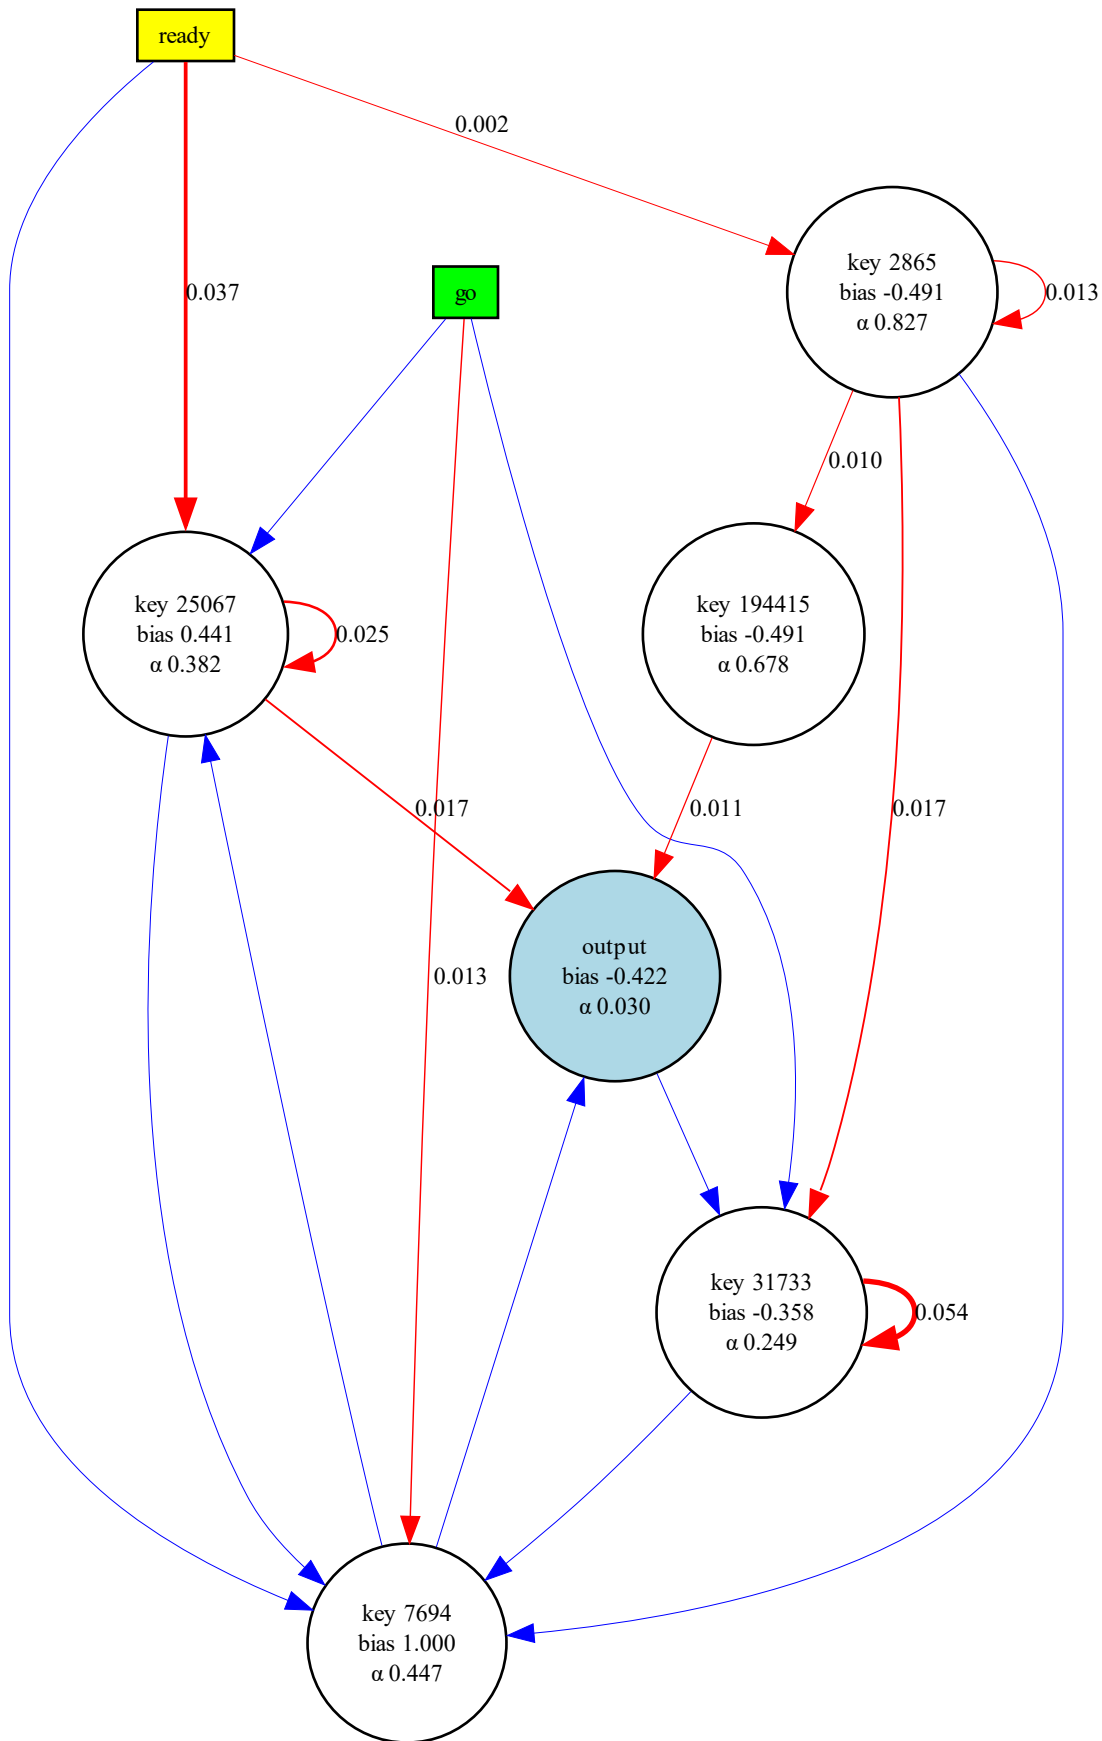 ready
0.002
key 2865
bias -0.491
α 0.827
0.013
0.037
go
0.010
key 25067
bias 0.441
α 0.382
0.025
key 194415
bias -0.491
α 0.678
0.017
0.011
0.017
output
bias -0.422
α 0.030
0.013
key 31733
bias -0.358
α 0.249
0.054
key 7694
bias 1.000
α 0.447